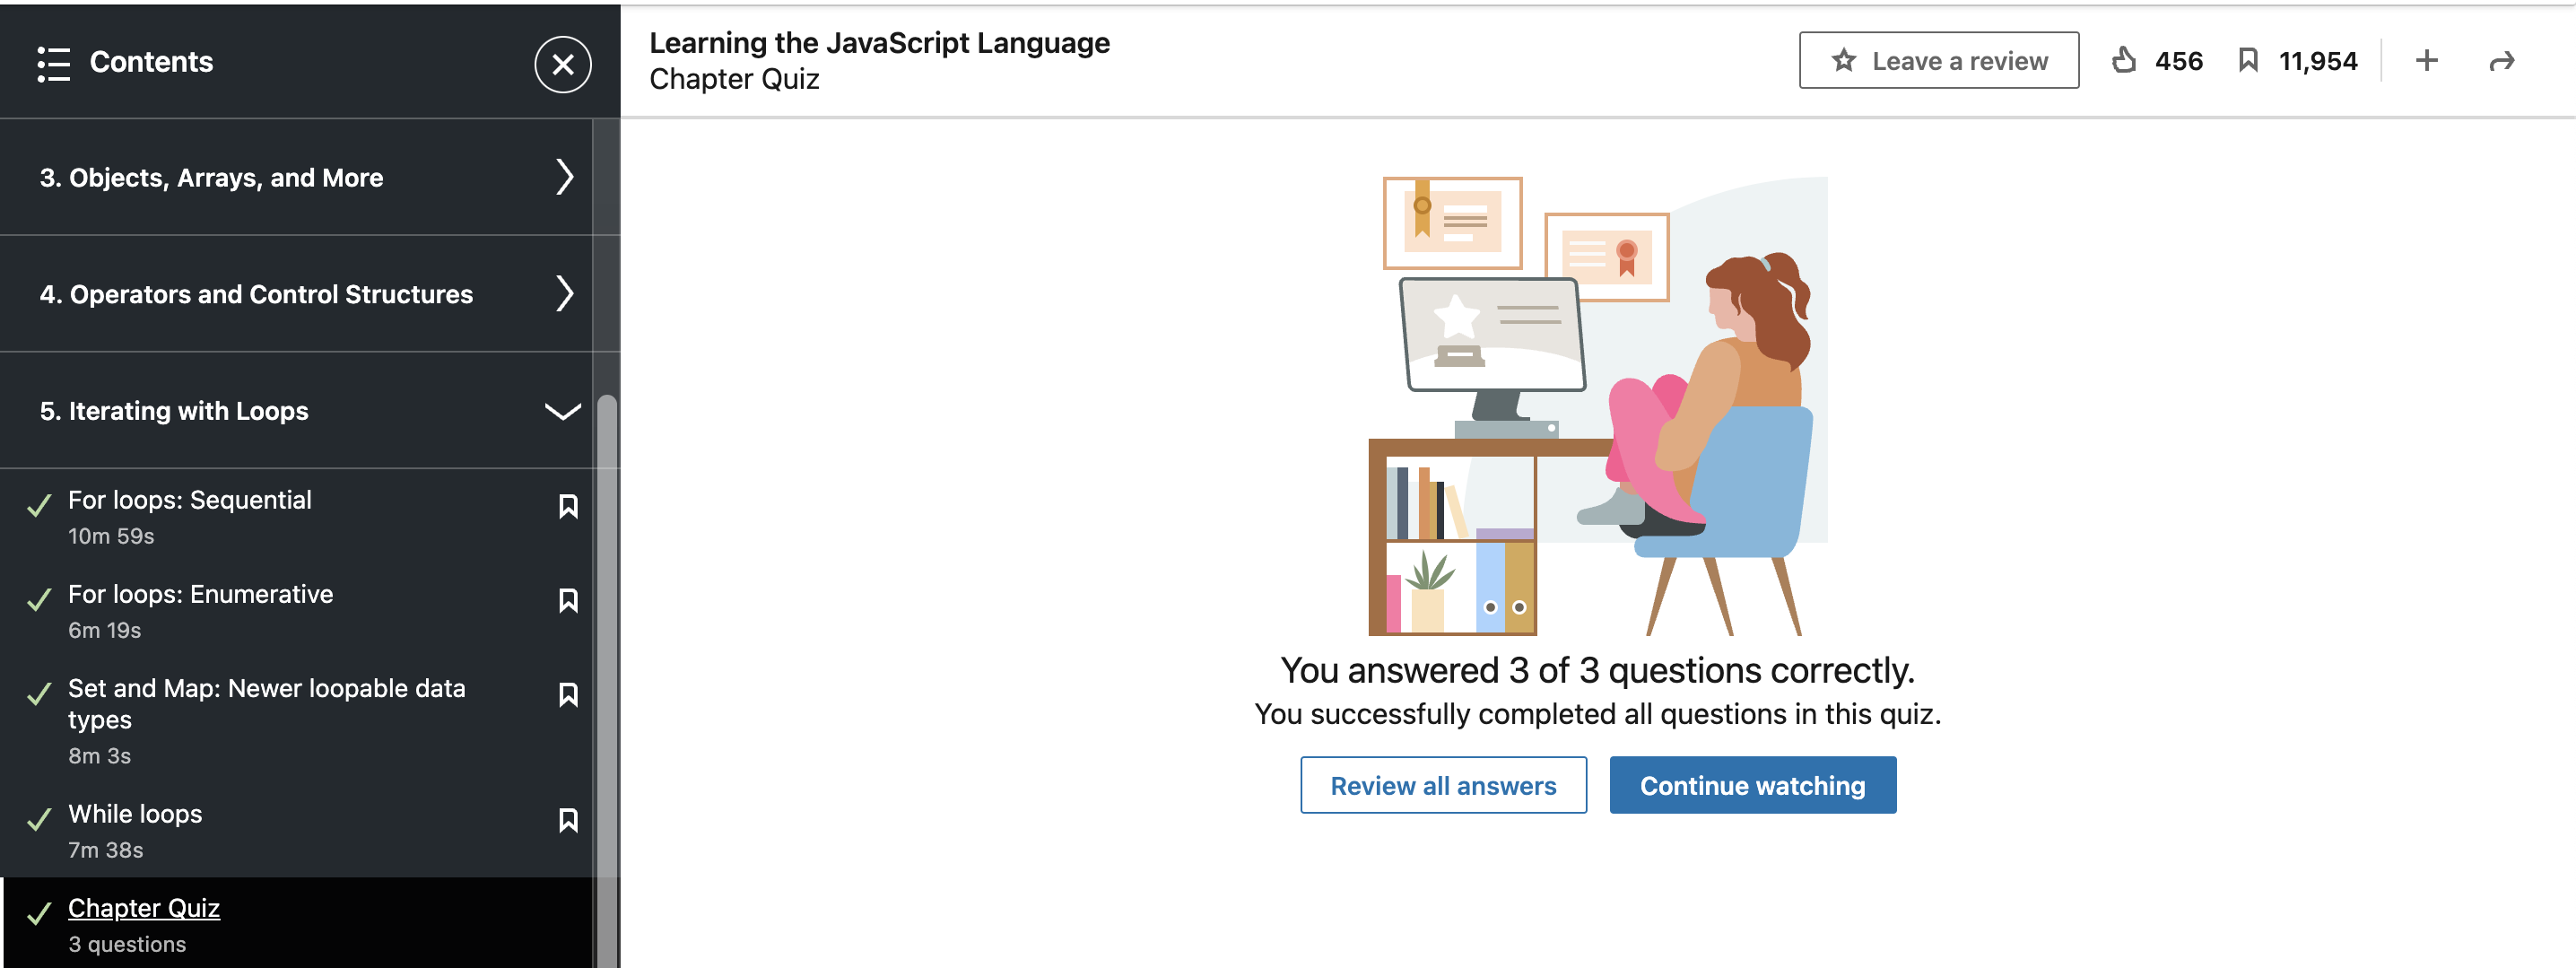 Contents
3. Objects, Arrays, and More
4. Operators and Control Structures
5. Iterating with Loops
For loops: Sequential
10m 59s
For loops: Enumerative
6m 19s
Set and Map: Newer loopable data
types
8m 3s
While loops
7m 38s
Chapter Quiz
3 questions
Learning the JavaScript Language
Chapter Quiz
Leave a review
456
11,954
You answered 3 of 3 questions correctly.
You successfully completed all questions in this quiz.
Review all answers
Continue watching